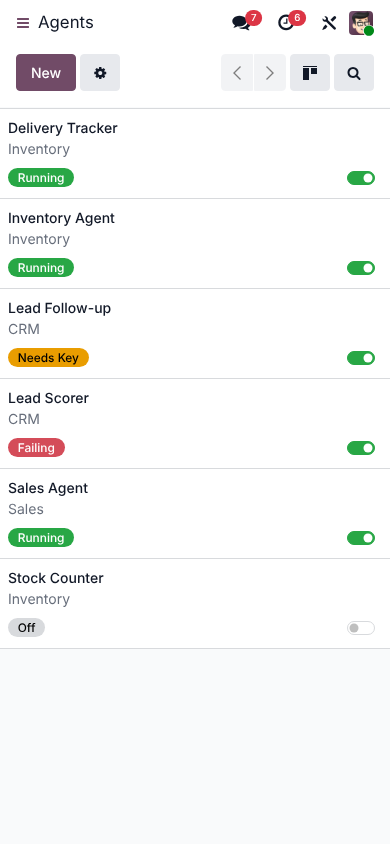 Agents
7
6
New
Delivery Tracker
Inventory
Running
Inventory Agent
Inventory
Running
Lead Follow-up
CRM
Needs Key
Lead Scorer
CRM
Failing
Sales Agent
Sales
Running
Stock Counter
Inventory
Off